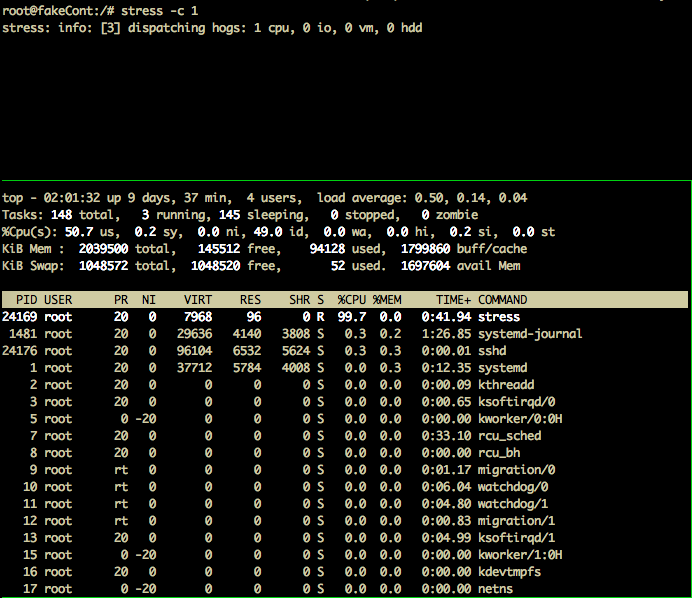 root@fakeCont:/# stress -c 1
stress: info: [3] dispatching hogs: 1 cpu, 0 io, 0 vm, 0 hdd
top - 02:01:32 up 9 days, 37 min,  4 users,  load average: 0.50, 0.14, 0.04
Tasks: 148 total,   3 running, 145 sleeping,   0 stopped,   0 zombie
%Cpu(s): 50.7 us,  0.2 sy,  0.0 ni, 49.0 id,  0.0 wa,  0.0 hi,  0.2 si,  0.0 st
KiB Mem :  2039500 total,   145512 free,    94128 used,  1799860 buff/cache
KiB Swap:  1048572 total,  1048520 free,       52 used.  1697604 avail Mem
  PID USER      PR  NI    VIRT    RES    SHR S  %CPU %MEM     TIME+ COMMAND
24169 root      20   0    7968     96      0 R  99.7  0.0   0:41.94 stress
 1481 root      20   0   29636   4140   3808 S   0.3  0.2   1:26.85 systemd-journal
24176 root      20   0   96104   6532   5624 S   0.3  0.3   0:00.01 sshd
    1 root      20   0   37712   5784   4008 S   0.0  0.3   0:12.35 systemd
    2 root      20   0       0      0      0 S   0.0  0.0   0:00.09 kthreadd
    3 root      20   0       0      0      0 S   0.0  0.0   0:00.65 ksoftirqd/0
    5 root       0 -20       0      0      0 S   0.0  0.0   0:00.00 kworker/0:0H
    7 root      20   0       0      0      0 S   0.0  0.0   0:33.10 rcu_sched
    8 root      20   0       0      0      0 S   0.0  0.0   0:00.00 rcu_bh
    9 root      rt   0       0      0      0 S   0.0  0.0   0:01.17 migration/0
   10 root      rt   0       0      0      0 S   0.0  0.0   0:06.04 watchdog/0
   11 root      rt   0       0      0      0 S   0.0  0.0   0:04.80 watchdog/1
   12 root      rt   0       0      0      0 S   0.0  0.0   0:00.83 migration/1
   13 root      20   0       0      0      0 S   0.0  0.0   0:04.99 ksoftirqd/1
   15 root       0 -20       0      0      0 S   0.0  0.0   0:00.00 kworker/1:0H
   16 root      20   0       0      0      0 S   0.0  0.0   0:00.00 kdevtmpfs
   17 root       0 -20       0      0      0 S   0.0  0.0   0:00.00 netns